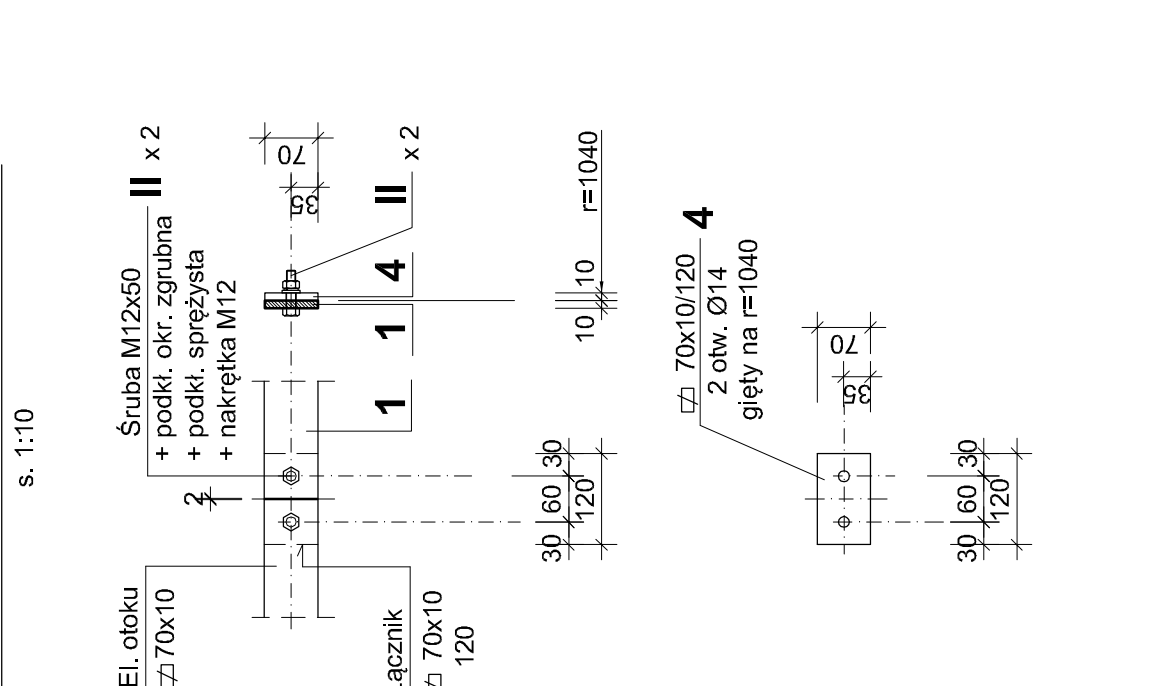 s. 1:10
Śruba M12x50
+ podkł. okr. zgrubna
+ podkł. sprężysta
+ nakrętka M12
II x 2
70
35
II x 2
4
1
1
10
10
r=1040
2
30
60
30
120
El. otoku
70x10
70x10
120
4
70x10/120
2 otw. Ø14
gięty na r=1040
70
35
30
60
30
120